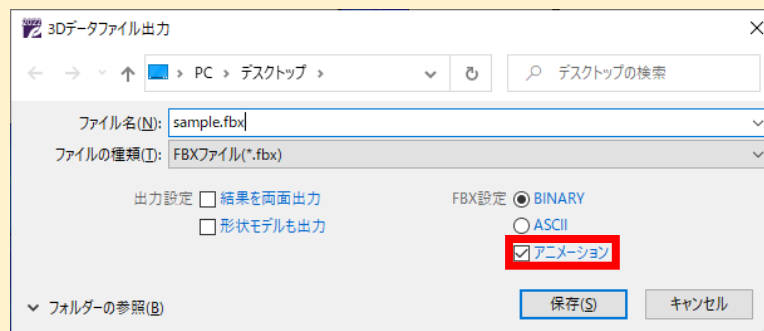 2022
3Dデータファイル出力
PC › デスクトップ ›
デスクトップの検索
ファイル名(N): sample.fbx
ファイルの種類(T): FBXファイル(*.fbx)
出力設定 結果を両面出力 FBX設定 BINARY
形状モデルも出力 ASCII
アニメーション
フォルダーの参照(B) 保存(S) キャンセル